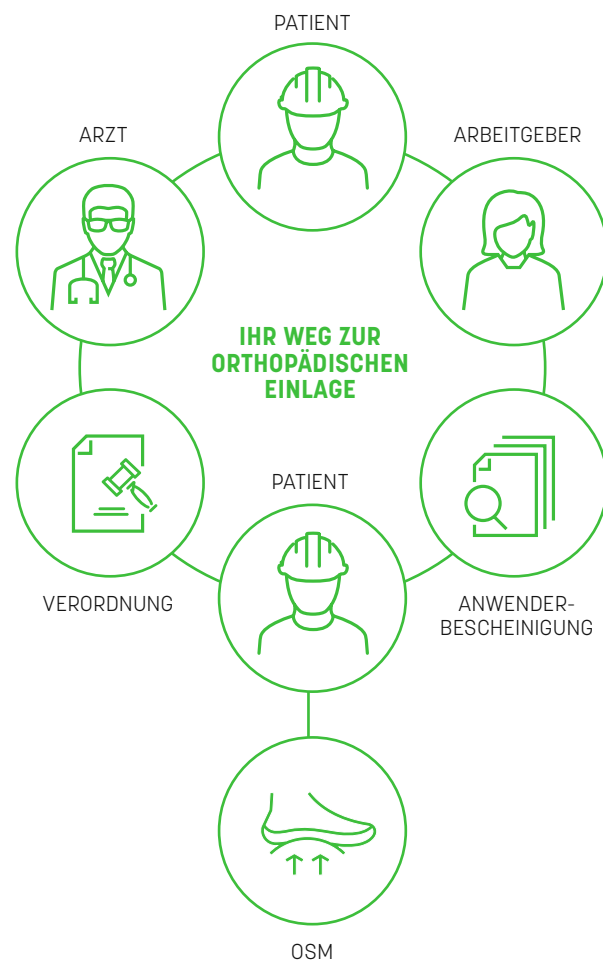 PATIENT
ARZT
ARBEITGEBER
IHR WEG ZUR
ORTHOPÄDISCHEN
EINLAGE
PATIENT
VERORDNUNG
ANWENDER-
BESCHEINIGUNG
OSM